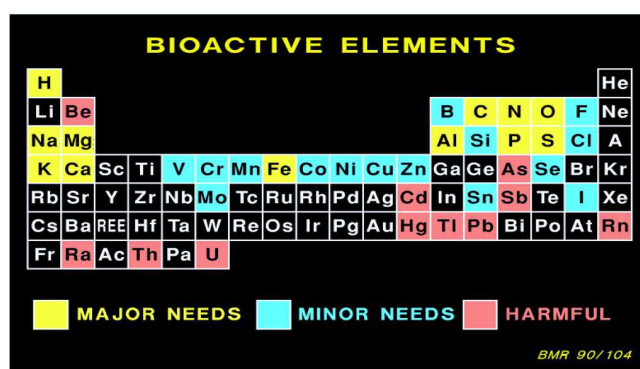 BIOACTIVE ELEMENTS
H He
Li Be B C N O F Ne
Na Mg Al Si P S Cl A
K Ca Sc Ti V Cr Mn Fe Co Ni Cu Zn Ga Ge As Se Br Kr
Rb Sr Y Zr Nb Mo Tc Ru Rh Pd Ag Cd In Sn Sb Te I Xe
Cs Ba REE Hf Ta W Re Os Ir Pg Au Hg Tl Pb Bi Po At Rn
Fr Ra Ac Th Pa U
MAJOR NEEDS MINOR NEEDS HARMFUL
BMR 90/104